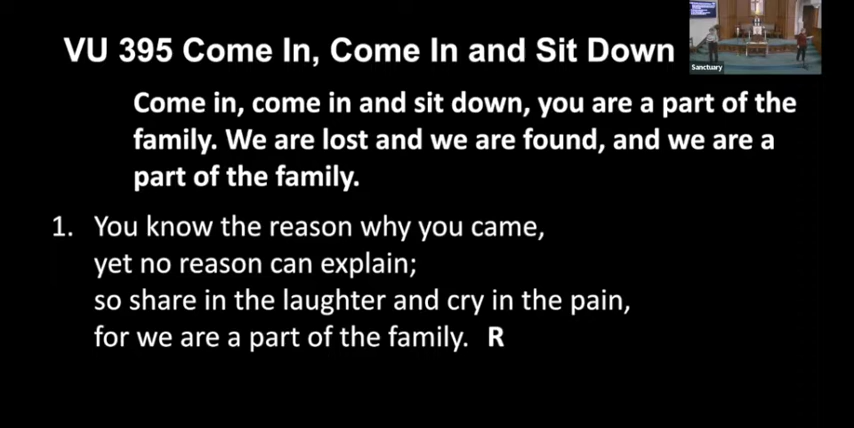 VU 395 Come In, Come In and Sit Down
Sanctuary
Come in, come in and sit down, you are a part of the
family. We are lost and we are found, and we are a
part of the family.
1. You know the reason why you came,
yet no reason can explain;
so share in the laughter and cry in the pain,
for we are a part of the family. R